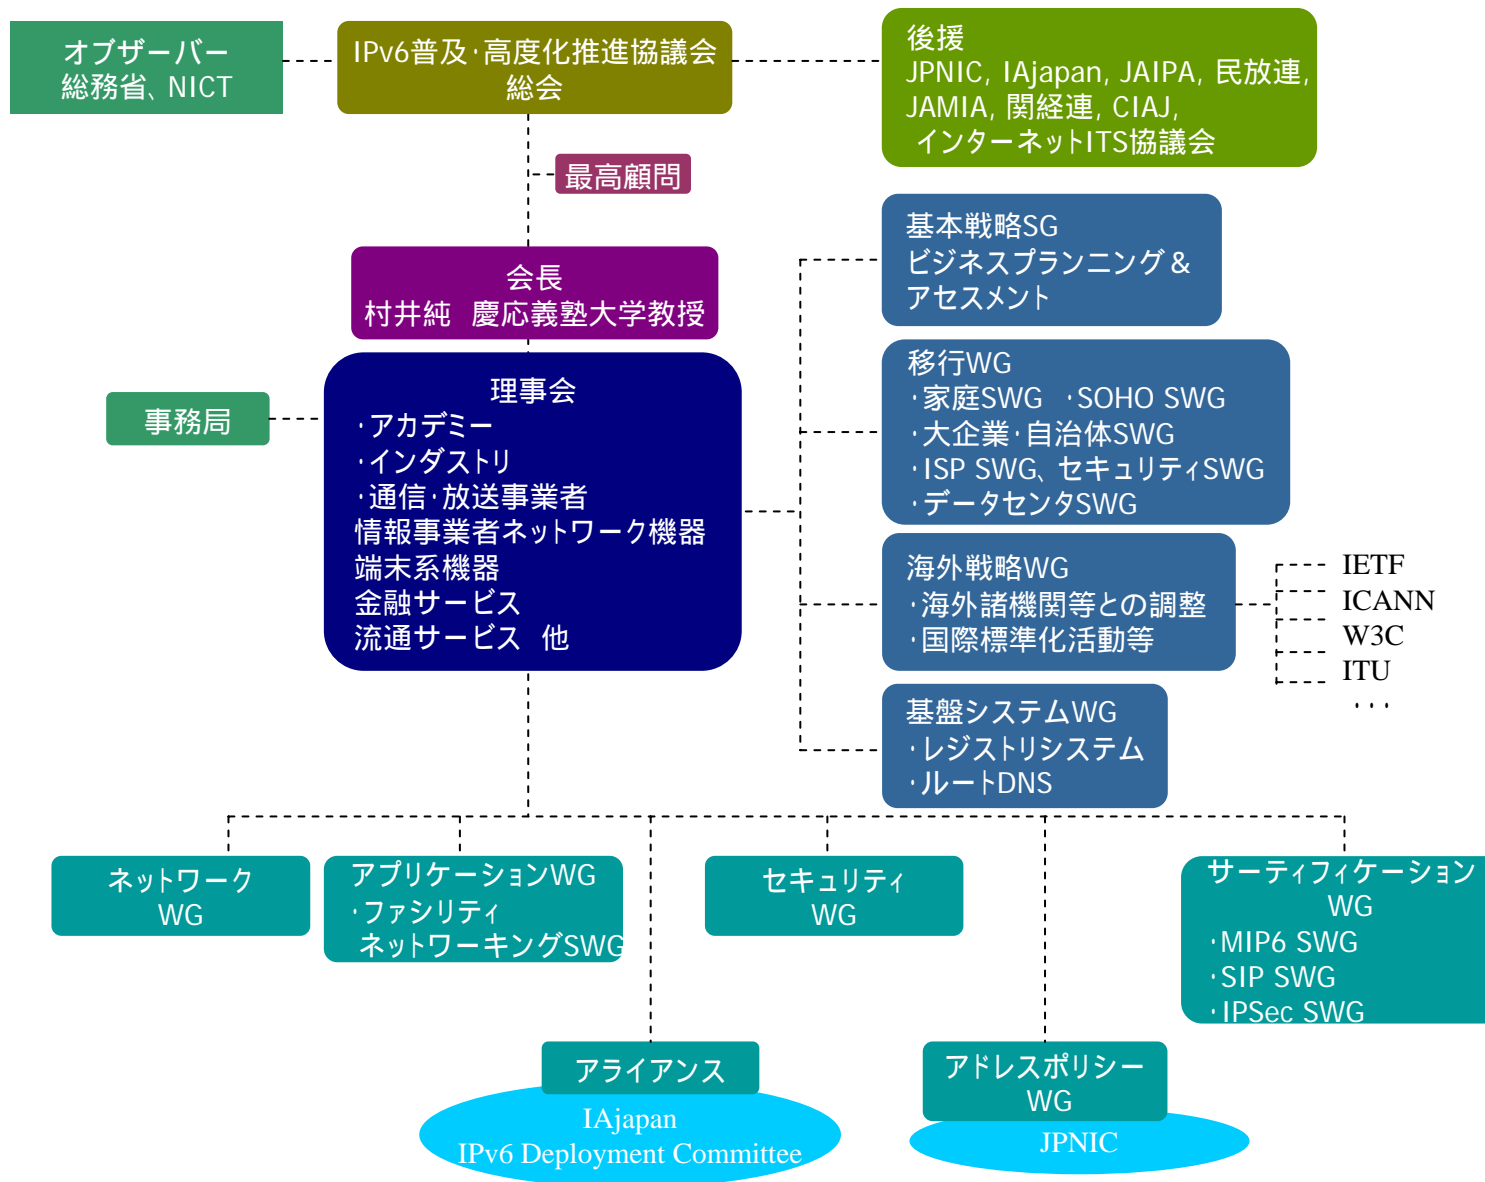 オブザーバー
総務省、NICT
IPv6普及・高度化推進協議会
総会
後援
JPNIC, IAjapan, JAIPA, 民放連,
JAMIA, 関経連, CIAJ,
インターネットITS協議会
最高顧問
会長
村井純　慶応義塾大学教授
事務局
理事会
・アカデミー
・インダストリ
・通信・放送事業者
情報事業者ネットワーク機器
端末系機器
金融サービス
流通サービス 他
基本戦略SG
ビジネスプランニング＆
アセスメント
移行WG
・家庭SWG ・SOHO SWG
・大企業・自治体SWG
・ISP SWG、セキュリティSWG
・データセンタSWG
海外戦略WG
・海外諸機関等との調整
・国際標準化活動等
IETF
ICANN
W3C
ITU
・・・
基盤システムWG
・レジストリシステム
・ルートDNS
ネットワーク
WG
アプリケーションWG
・ファシリティ
ネットワーキングSWG
セキュリティ
WG
サーティフィケーション
WG
・MIP6 SWG
・SIP SWG
・IPSec SWG
アライアンス
IAjapan
IPv6 Deployment Committee
アドレスポリシー
WG
JPNIC